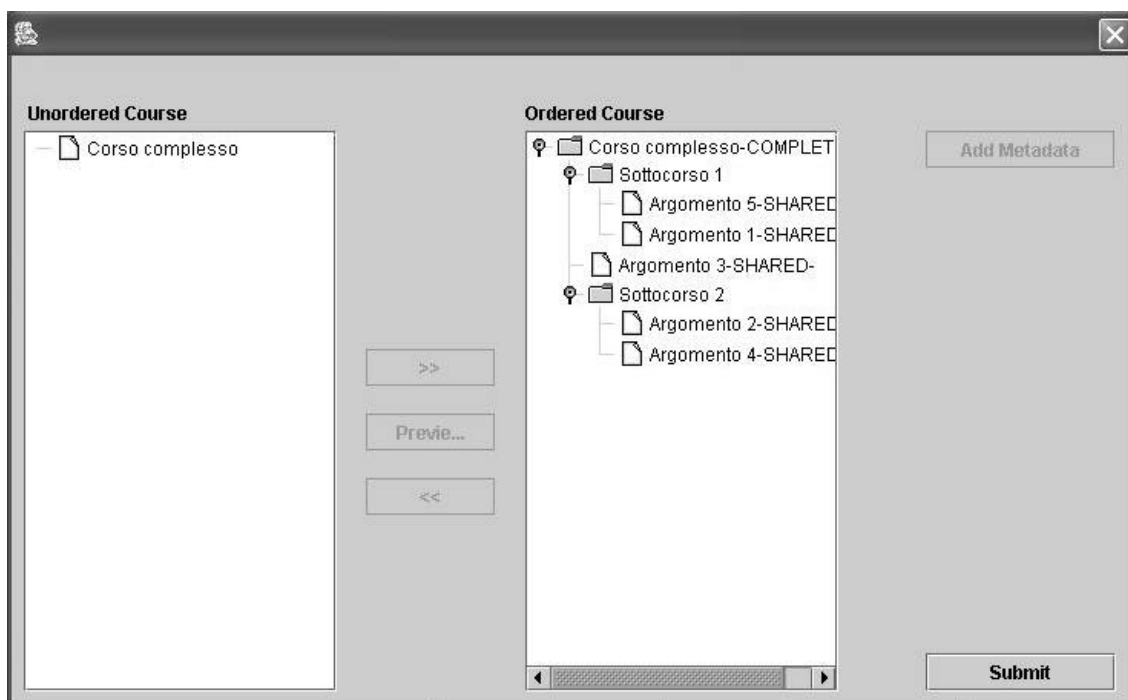 Unordered Course
Corso complesso
>>
Previe...
<<
Ordered Course
Corso complesso-COMPLET
Sottocorso 1
Argomento 5-SHARED
Argomento 1-SHARED
Argomento 3-SHARED-
Sottocorso 2
Argomento 2-SHARED
Argomento 4-SHARED
Add Metadata
Submit